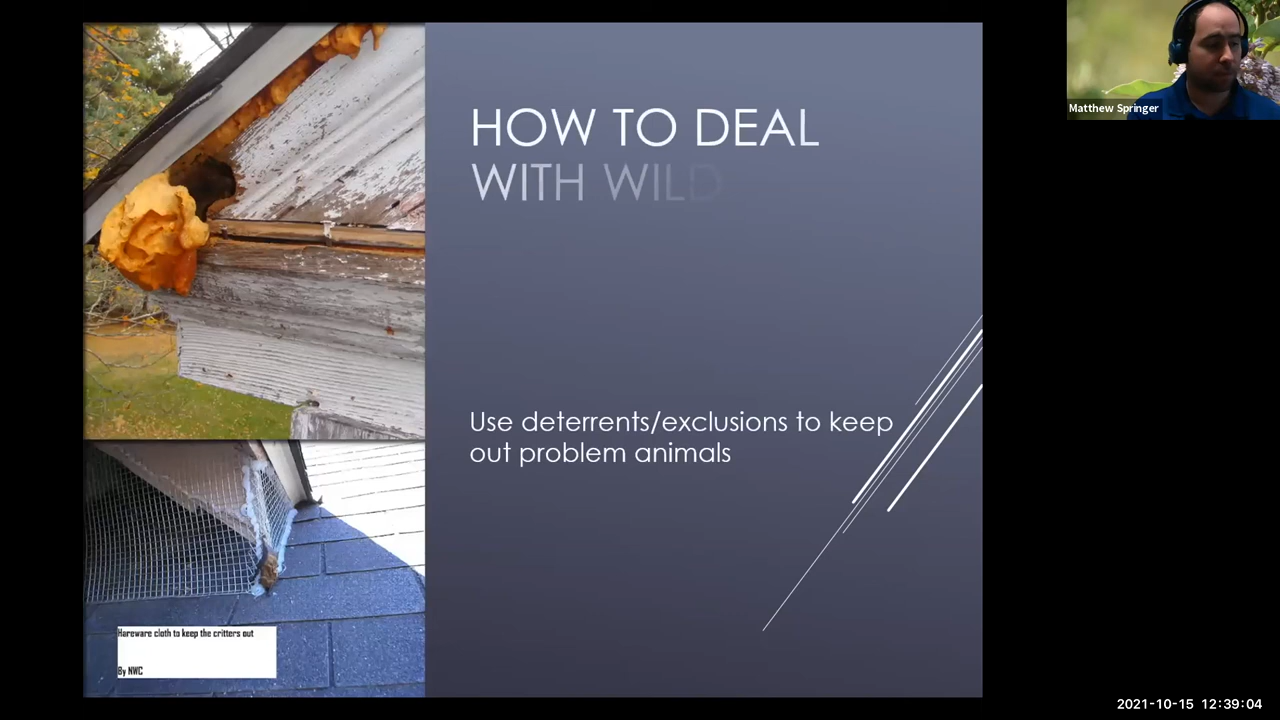 HOW TO DEAL
WITH WILD
Use deterrents/exclusions to keep
out problem animals
Hareware cloth to keep the critters out
By NWC
Matthew Springer
2021-10-15 12:39:04